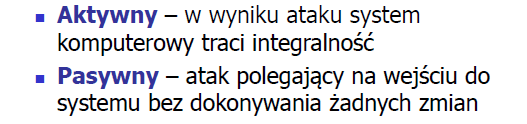 ▪ Aktywny – w wyniku ataku system
komputerowy traci integralność
▪ Pasywny – atak polegający na wejściu do
systemu bez dokonywania żadnych zmian